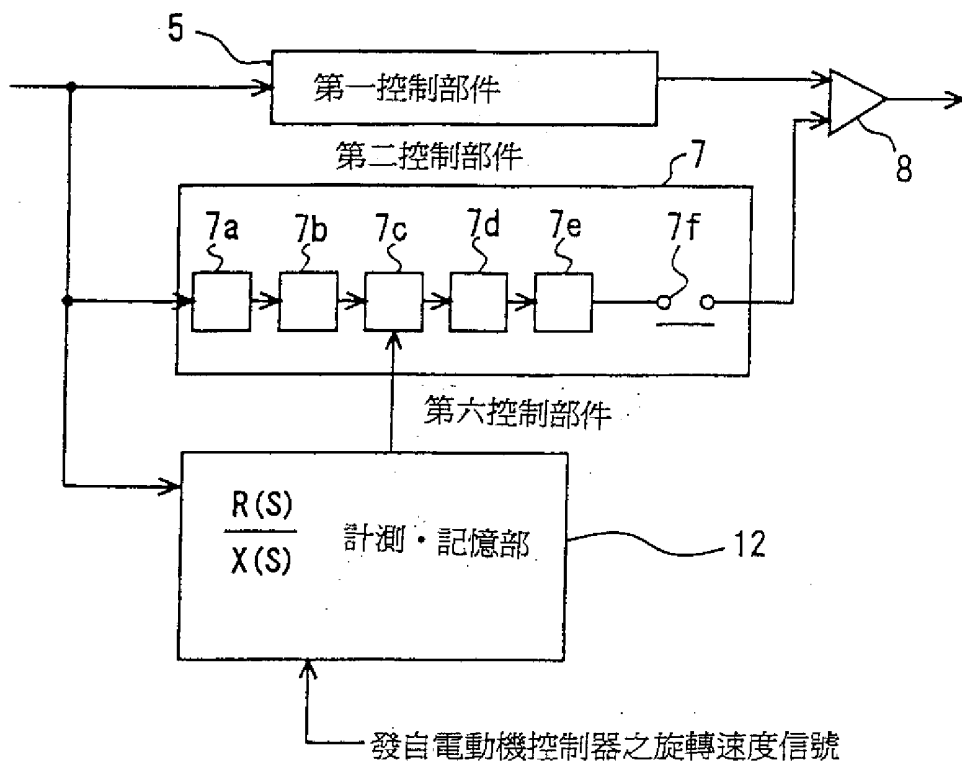 5
第一控制部件
8
第二控制部件
7
7a 7b 7c 7d 7e 7f
第六控制部件
R(S)
X(S)
計測・記憶部
12
發自電動機控制器之旋轉速度信號